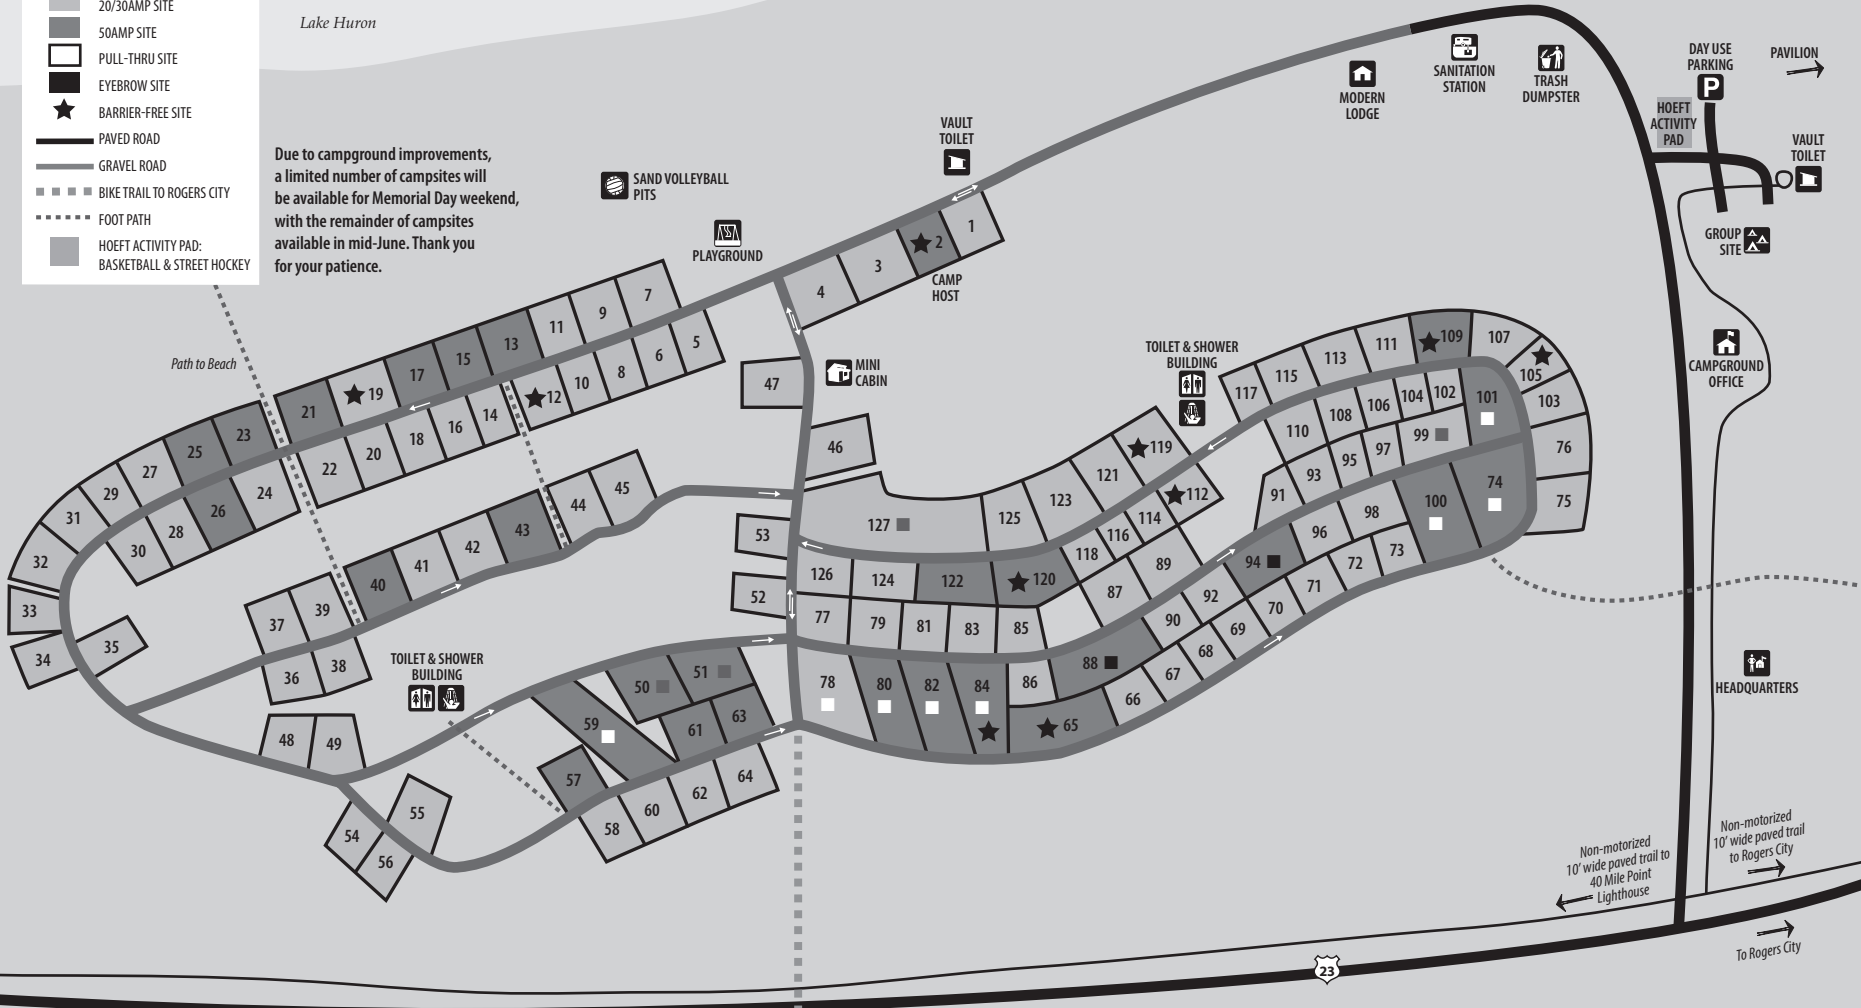 20/30AMP SITE
50AMP SITE
PULL-THRU SITE
EYEBROW SITE
BARRIER-FREE SITE
PAVED ROAD
GRAVEL ROAD
BIKE TRAIL TO ROGERS CITY
FOOT PATH
HOEFT ACTIVITY PAD:
BASKETBALL & STREET HOCKEY
Lake Huron
Due to campground improvements,
a limited number of campsites will
be available for Memorial Day weekend,
with the remainder of campsites
available in mid-June. Thank you
for your patience.
SAND VOLLEYBALL
PITS
PLAYGROUND
VAULT
TOILET
MODERN
LODGE
SANITATION
STATION
TRASH
DUMPSTER
DAY USE
PARKING
P
PAVILION
HOEFT
ACTIVITY
PAD
VAULT
TOILET
GROUP
SITE
CAMPGROUND
OFFICE
HEADQUARTERS
CAMP
HOST
MINI
CABIN
TOILET & SHOWER
BUILDING
Path to Beach
TOILET & SHOWER
BUILDING
1
2
3
4
5
6
7
8
9
10
11
12
13
14
15
16
17
18
19
20
21
22
23
24
25
26
27
28
29
30
31
32
33
34
35
36
37
38
39
40
41
42
43
44
45
46
47
48
49
50
51
52
53
54
55
56
57
58
59
60
61
62
63
64
65
66
67
68
69
70
71
72
73
74
75
76
77
78
79
80
81
82
83
84
85
86
87
88
89
90
91
92
93
94
95
96
97
98
99
100
101
102
103
104
105
106
107
108
109
110
111
112
113
114
115
116
117
118
119
120
121
122
123
124
125
126
127
Non-motorized
10' wide paved trail to
40 Mile Point
Lighthouse
Non-motorized
10' wide paved trail
to Rogers City
To Rogers City
23